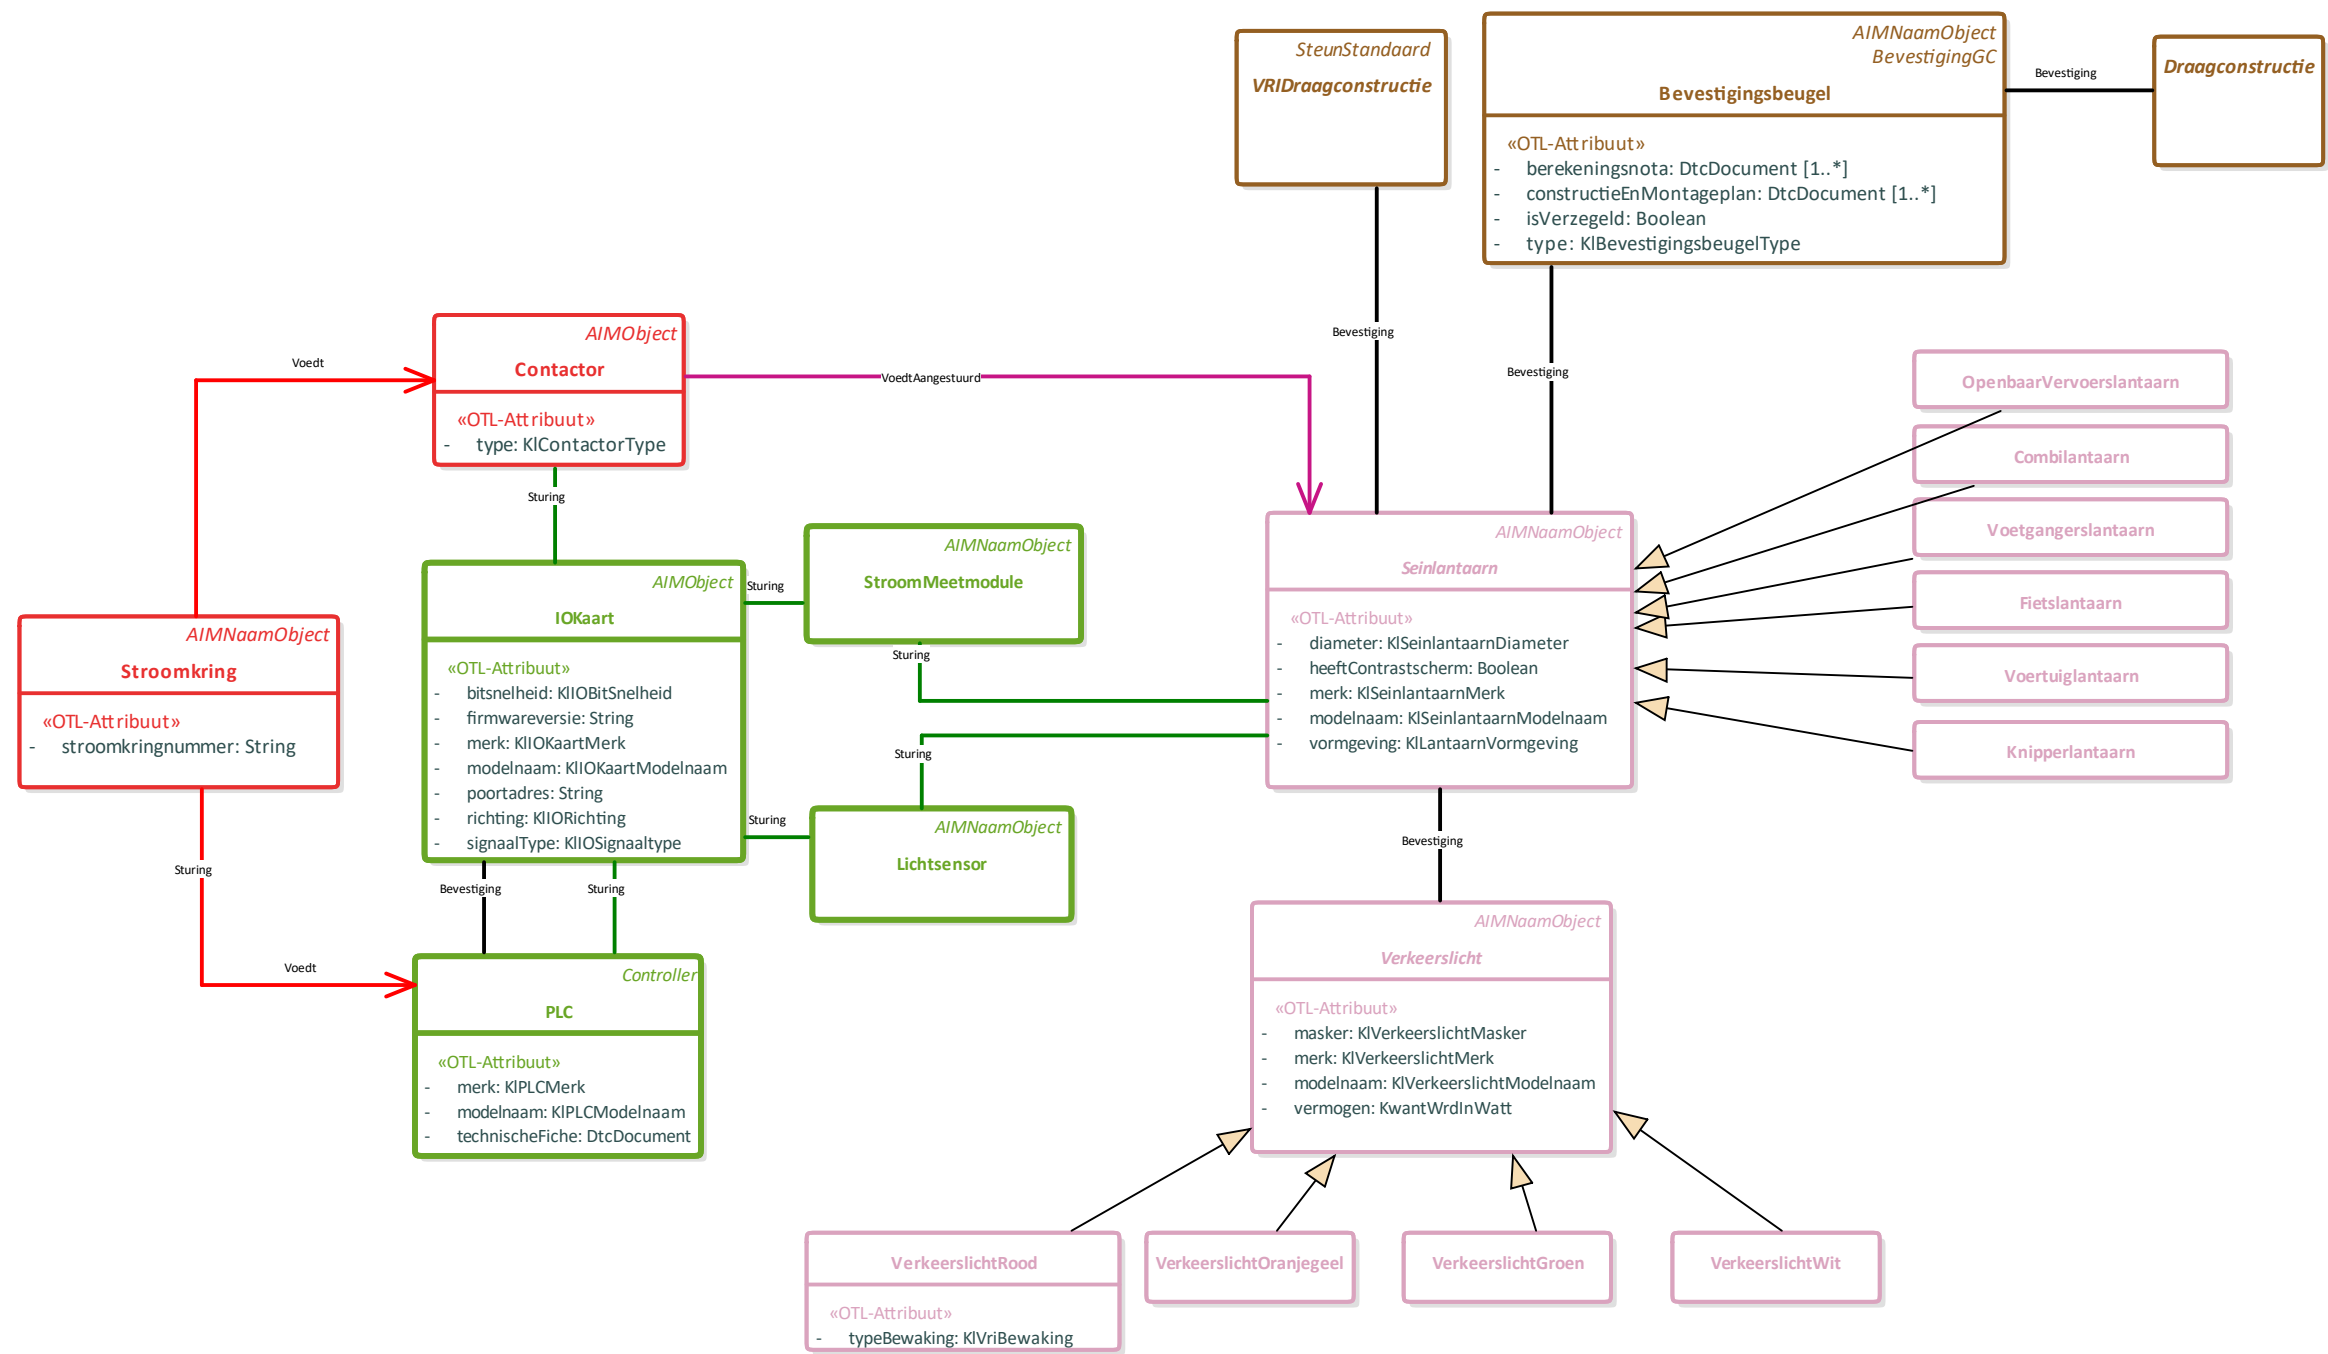 SteunStandaard
VRIDraagconstructie
AIMNaamObject
BevestigingGC
Bevestigingsbeugel
«OTL-Attribuut»
- berekeningsnota: DtcDocument [1..*]
- constructieEnMontageplan: DtcDocument [1..*]
- isVerzegeld: Boolean
- type: KlBevestigingsbeugelType
Bevestiging
Draagconstructie
Bevestiging
Bevestiging
Voedt
AIMObject
Contactor
«OTL-Attribuut»
- type: KlContactorType
VoedtAangestuurd
Sturing
OpenbaarVervoerslantaarn
Combilantaarn
Voetgangerslantaarn
Fietslantaarn
Voertuiglantaarn
Knipperlantaarn
AIMNaamObject
Stroomkring
«OTL-Attribuut»
- stroomkringnummer: String
AIMObject
IOKaart
«OTL-Attribuut»
- bitsnelheid: KlIOBitSnelheid
- firmwareversie: String
- merk: KlIOKaartMerk
- modelnaam: KlIOKaartModelnaam
- poortadres: String
- richting: KlIORichting
- signaalType: KlIOSignaaltype
Sturing
AIMNaamObject
StroomMeetmodule
Sturing
Sturing
Sturing
AIMNaamObject
Lichtsensor
AIMNaamObject
Seinlantaarn
«OTL-Attribuut»
- diameter: KlSeinlantaarnDiameter
- heeftContrastscherm: Boolean
- merk: KlSeinlantaarnMerk
- modelnaam: KlSeinlantaarnModelnaam
- vormgeving: KlLantaarnVormgeving
Bevestiging
Sturing
Voedt
Bevestiging
Sturing
Controller
PLC
«OTL-Attribuut»
- merk: KlPLCMerk
- modelnaam: KlPLCModelnaam
- technischeFiche: DtcDocument
AIMNaamObject
Verkeerslicht
«OTL-Attribuut»
- masker: KlVerkeerslichtMasker
- merk: KlVerkeerslichtMerk
- modelnaam: KlVerkeerslichtModelnaam
- vermogen: KwantWrdInWatt
VerkeerslichtRood
«OTL-Attribuut»
- typeBewaking: KlVriBewaking
VerkeerslichtOranjegeel
VerkeerslichtGroen
VerkeerslichtWit